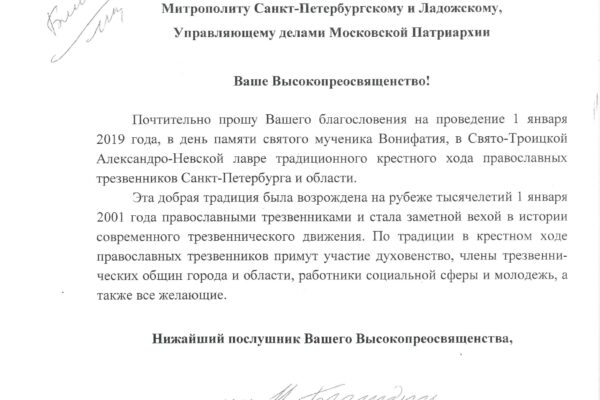 Митрополиту Санкт-Петербургскому и Ладожскому,
Управляющему делами Московской Патриархии
Ваше Высокопреосвященство!
Почтительно прошу Вашего благословения на проведение 1 января
2019 года, в день памяти святого мученика Вонифатия, в Свято-Троицкой
Александро-Невской лавре традиционного крестного хода православных
трезвенников Санкт-Петербурга и области.
Эта добрая традиция была возрождена на рубеже тысячелетий 1 января
2001 года православными трезвенниками и стала заметной вехой в истории
современного трезвеннического движения. По традиции в крестном ходе
православных трезвенников примут участие духовенство, члены трезвенни-
ческих общин города и области, работники социальной сферы и молодежь, а
также все желающие.
Нижайший послушник Вашего Высокопреосвященства,